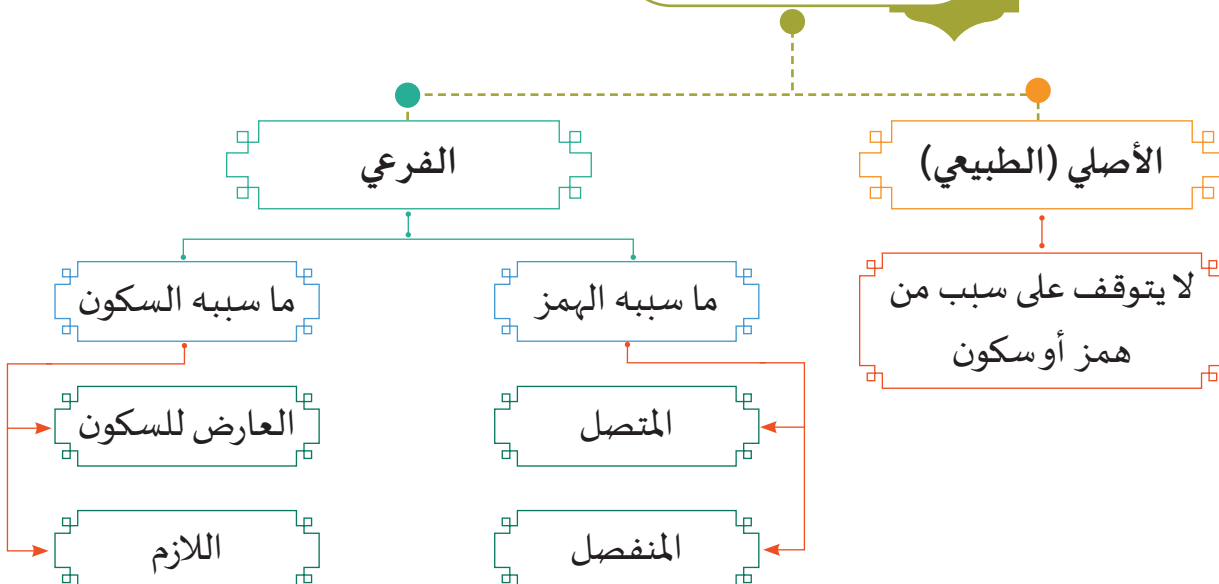 الأصلي (الطبيعي)
الفرعي
لا يتوقف على سبب من
همز أو سكون
ما سببه الهمز
ما سببه السكون
المتصل
العارض للسكون
المنفصل
اللازم